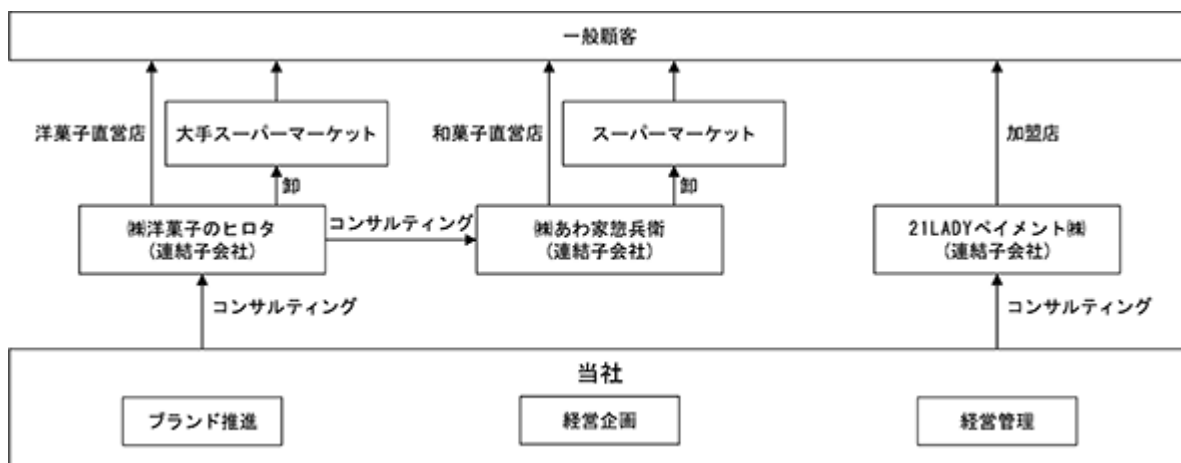 一般顧客
洋菓子直営店
大手スーパーマーケット
和菓子直営店
スーパーマーケット
加盟店
卸
卸
㈱洋菓子のヒロタ
(連結子会社)
コンサルティング
㈱あわ家惣兵衛
(連結子会社)
21LADYペイメント㈱
(連結子会社)
コンサルティング
コンサルティング
当社
ブランド推進
経営企画
経営管理